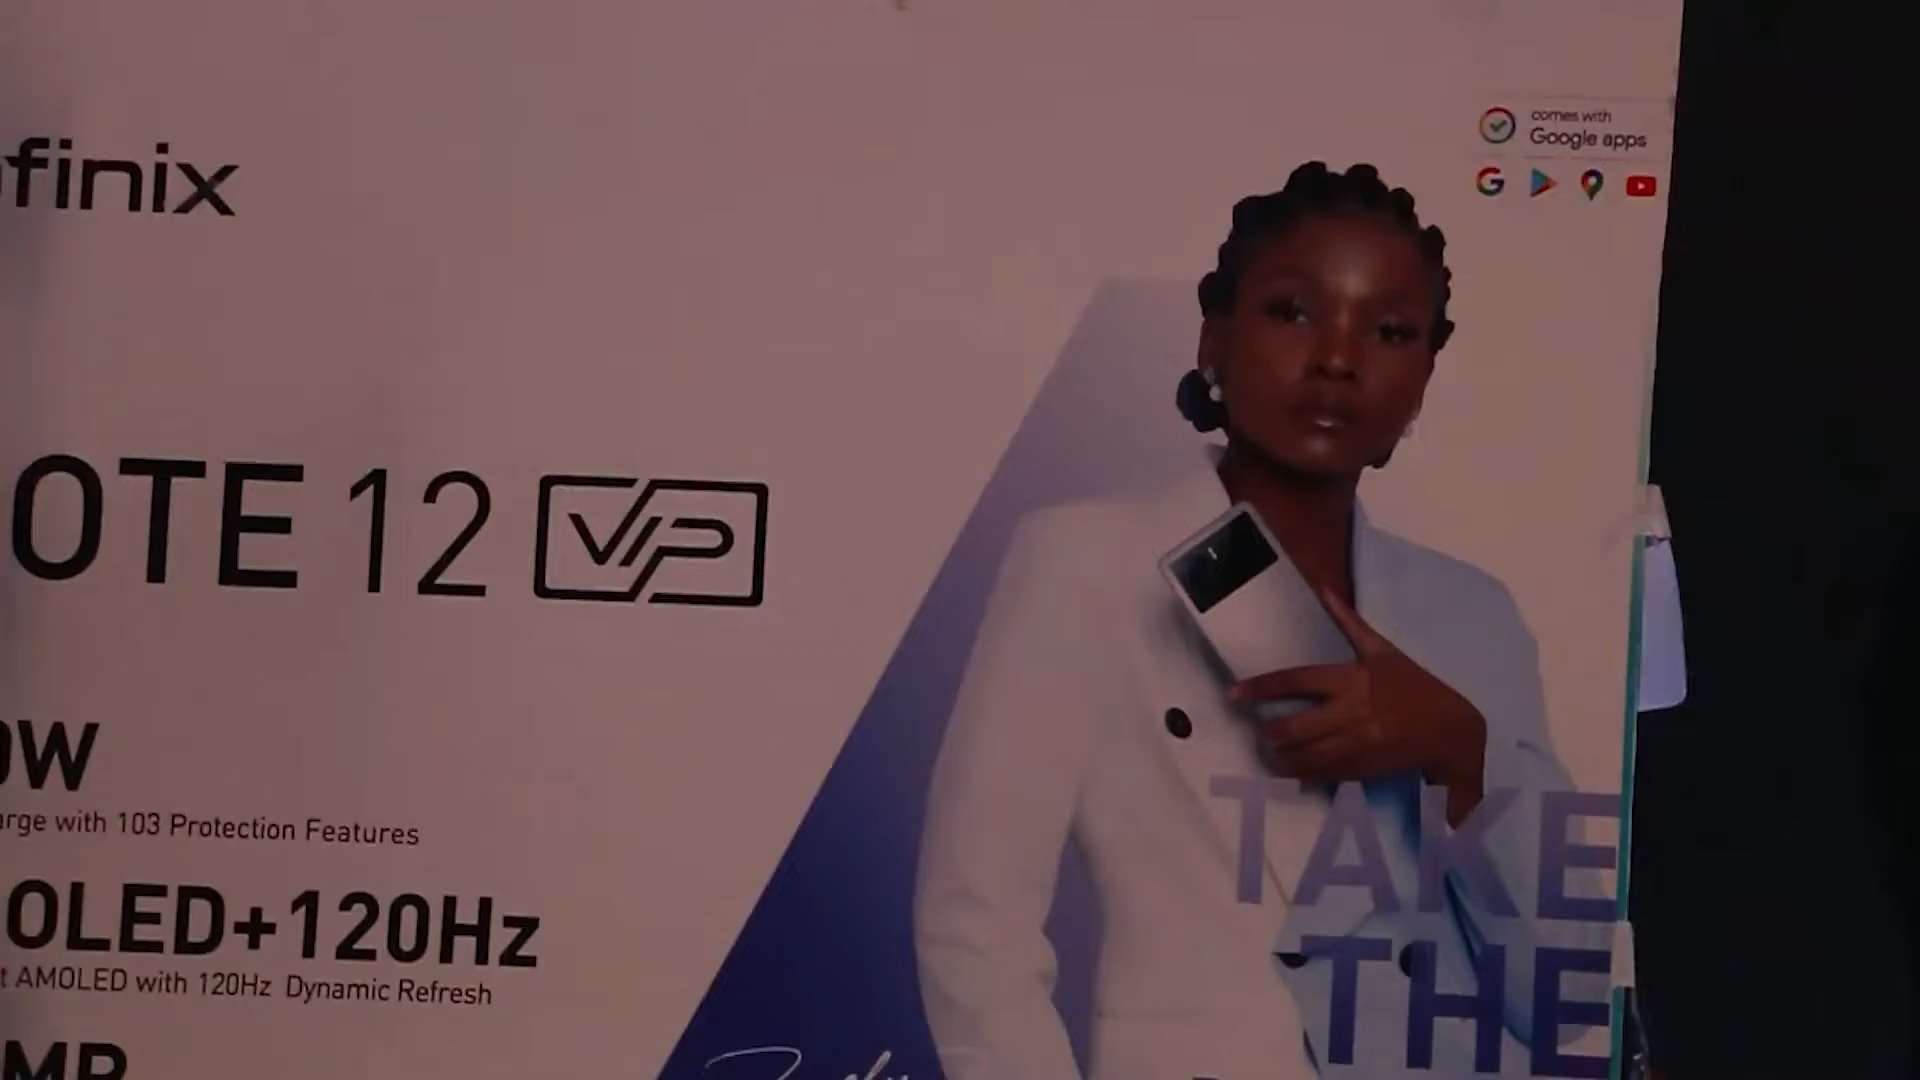 finix
comes with
Google apps
OTE 12 VIP
0W
arge with 103 Protection Features
OLED+120Hz
t AMOLED with 120Hz Dynamic Refresh
MP
TAKE
THE